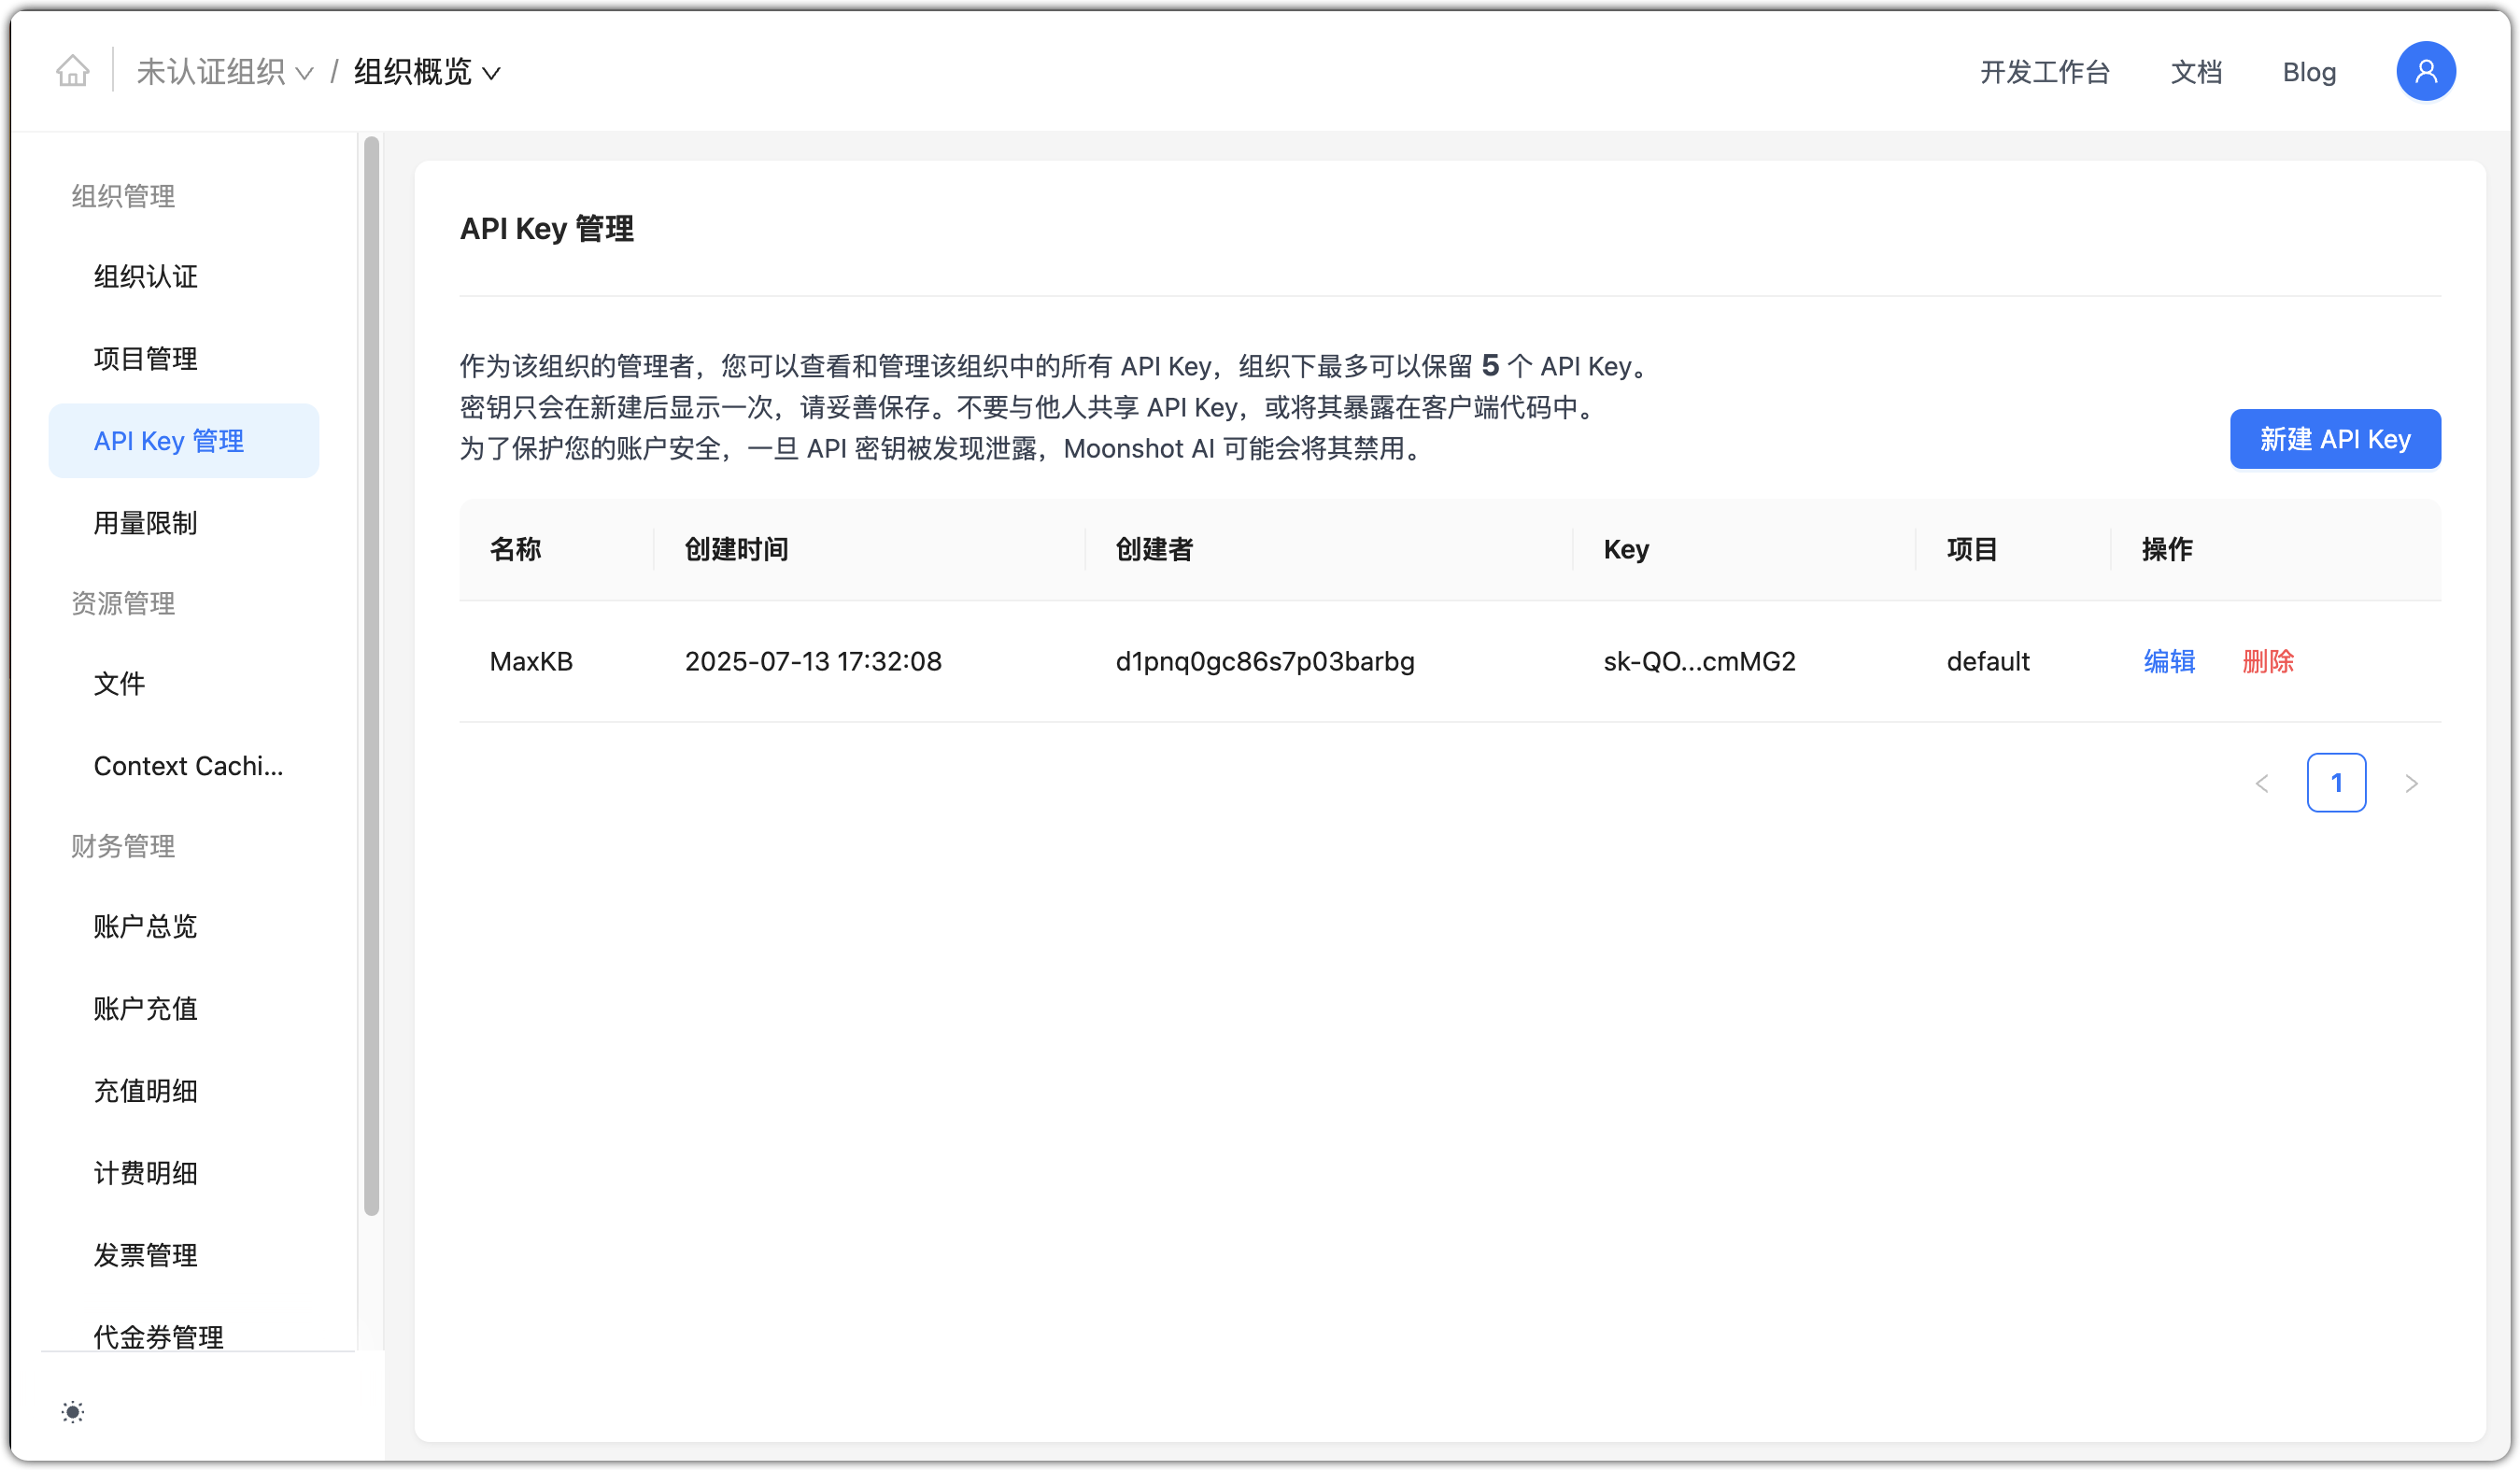 未认证组织 / 组织概览
开发工作台 文档 Blog
组织管理
组织认证
项目管理
API Key 管理
用量限制
资源管理
文件
Context Cachi...
财务管理
账户总览
账户充值
充值明细
计费明细
发票管理
代金券管理
API Key 管理
作为该组织的管理者，您可以查看和管理该组织中的所有 API Key，组织下最多可以保留 5 个 API Key。
密钥只会在新建后显示一次，请妥善保存。不要与他人共享 API Key，或将其暴露在客户端代码中。
为了保护您的账户安全，一旦 API 密钥被发现泄露，Moonshot AI 可能会将其禁用。
新建 API Key
名称 创建时间 创建者 Key 项目 操作
MaxKB 2025-07-13 17:32:08 d1pnq0gc86s7p03barbg sk-QO...cmMG2 default 编辑 删除
1